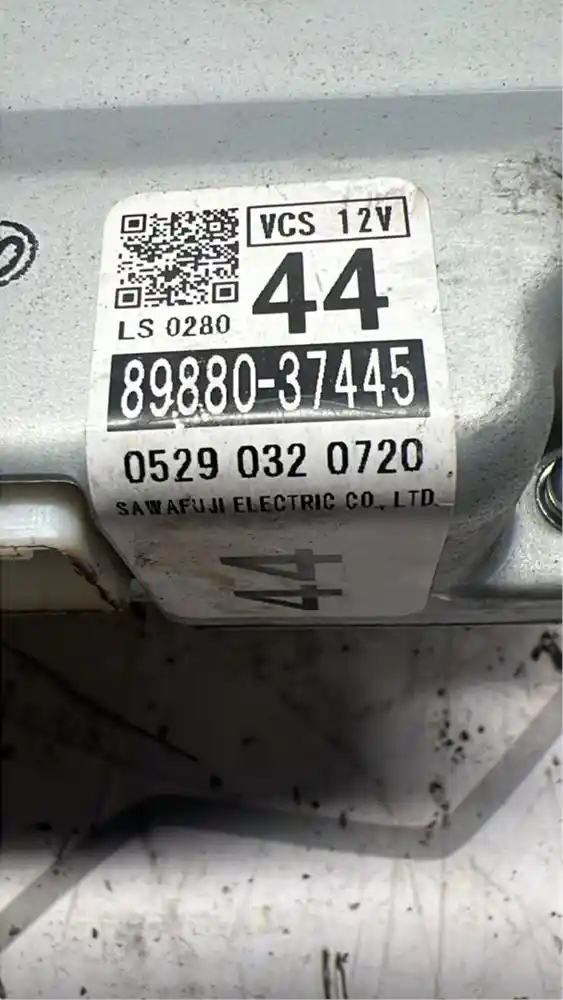 VCS 12V
44
LS 0280
89880-37445
0529 032 0720
SAWAFUJI ELECTRIC CO., LTD.
44